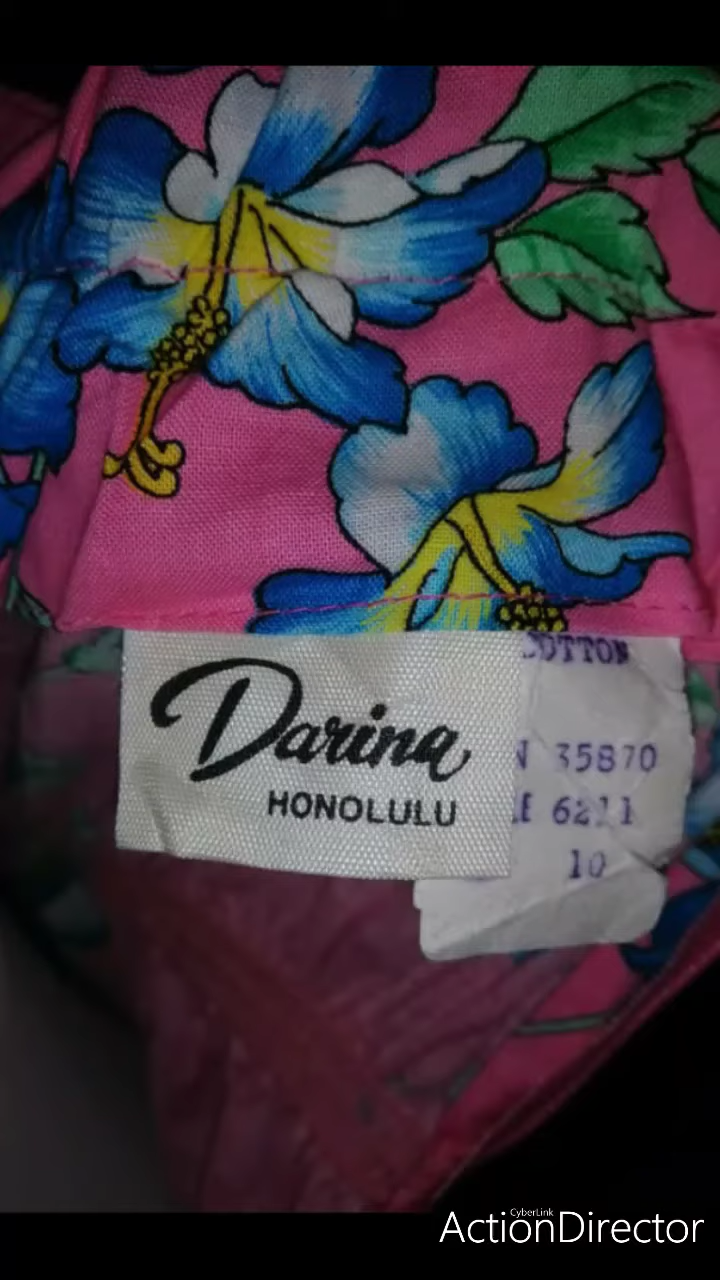 Darina
HONOLULU
COTTON
N 35870
E 6211
10
CyberLink
ActionDirector